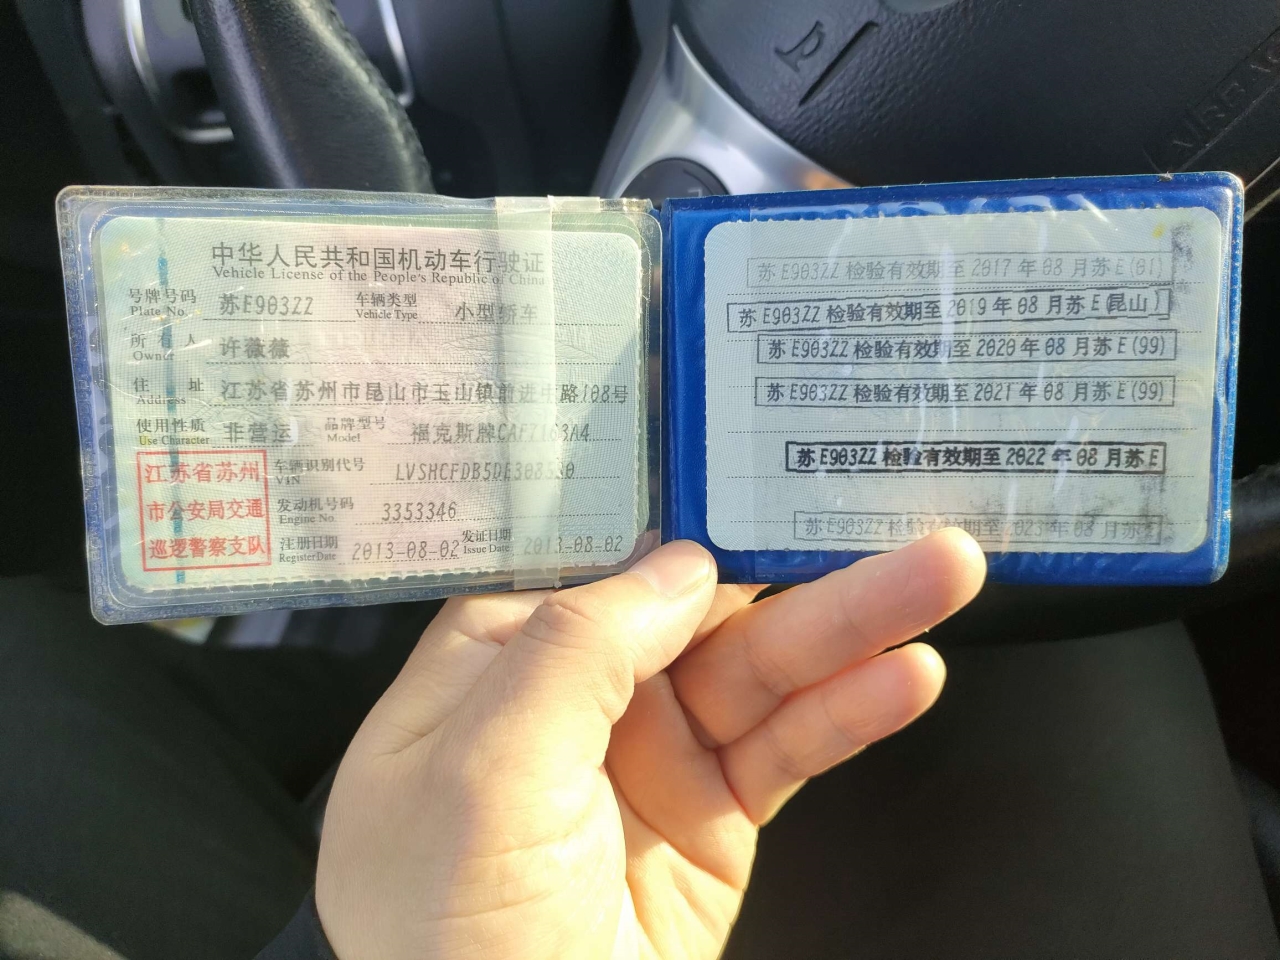 中华人民共和国机动车行驶证
Vehicle License of the People's Republic of China
号牌号码 苏E903ZZ 车辆类型 小型轿车
Plate No. Vehicle Type
所有人 许薇薇
Owner
住址 江苏省苏州市昆山市玉山镇前进中路108号
Address
使用性质 非营运 品牌型号 福克斯牌CAF7163A4
Use Character Model
江苏省苏州
市公安局交通
巡逻警察支队
车辆识别代号
VIN
发动机号码 3353346
Engine No.
注册日期 2013-08-02 发证日期 2013-08-02
Register Date Issue Date
苏E903ZZ检验有效期至2017年08月苏E(01)
苏E903ZZ检验有效期至2019年08月苏E(昆山)
苏E903ZZ检验有效期至2020年08月苏E(99)
苏E903ZZ检验有效期至2021年08月苏E(99)
苏E903ZZ检验有效期至2022年08月苏E
苏E903ZZ检验有效期至2023年08月苏E
AIRBAG